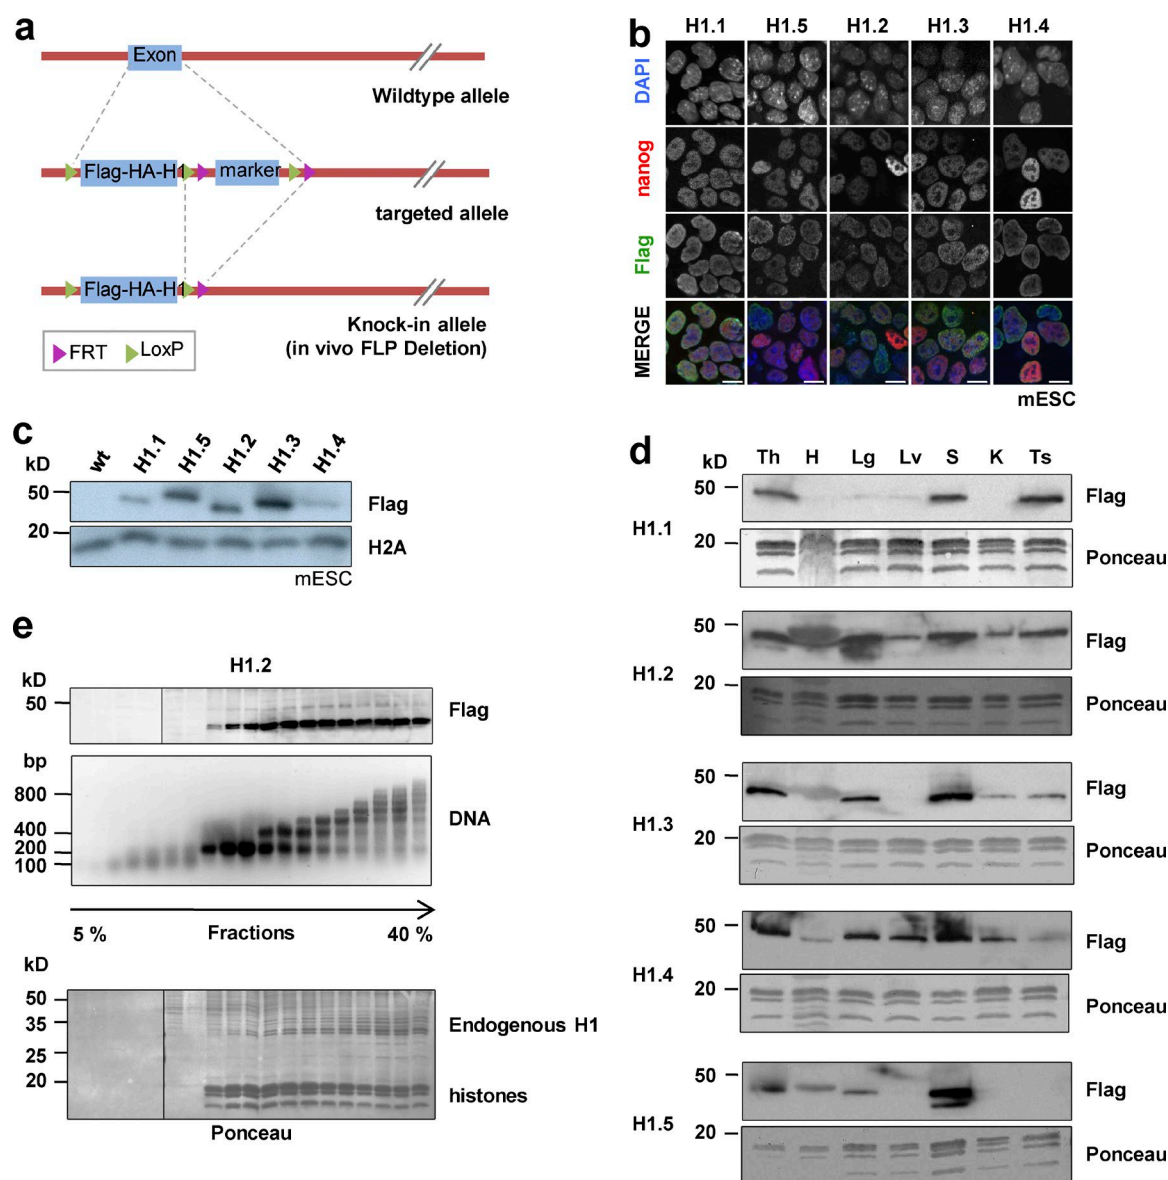 a
Exon
Wildtype allele
Flag-HA-H1
marker
targeted allele
Flag-HA-H1
Knock-in allele
(in vivo FLP Deletion)
FRT
LoxP
b
H1.1 H1.5 H1.2 H1.3 H1.4
DAPI
nanog
Flag
MERGE
mESC
c
kD
wt H1.1 H1.5 H1.2 H1.3 H1.4
50
Flag
20
H2A
mESC
d
kD
Th H Lg Lv S K Ts
50
Flag
H1.1
20
Ponceau
50
Flag
H1.2
20
Ponceau
50
Flag
H1.3
20
Ponceau
50
Flag
H1.4
20
Ponceau
50
Flag
H1.5
20
Ponceau
e
H1.2
kD
50
Flag
bp
800
DNA
400
200
100
5 % Fractions 40 %
kD
50
35
Endogenous H1
25
20
histones
Ponceau